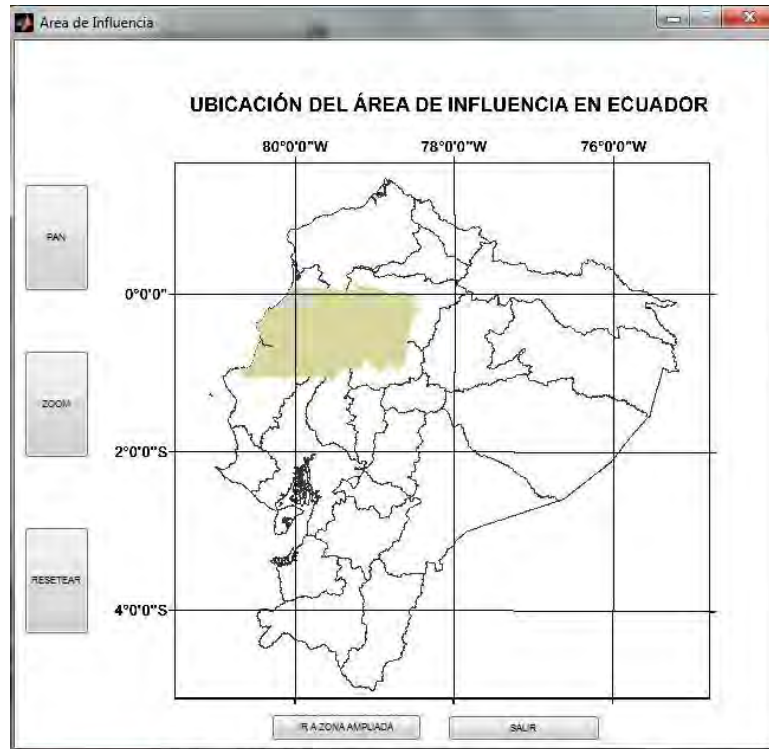 Area de Influencia
UBICACIÓN DEL ÁREA DE INFLUENCIA EN ECUADOR
80°0'0"W 78°0'0"W 76°0'0"W
PAN
0°0'0"
ZOOM
2°0'0"S
RESETEAR
4°0'0"S
IR A ZONA AMPLIADA SALIR